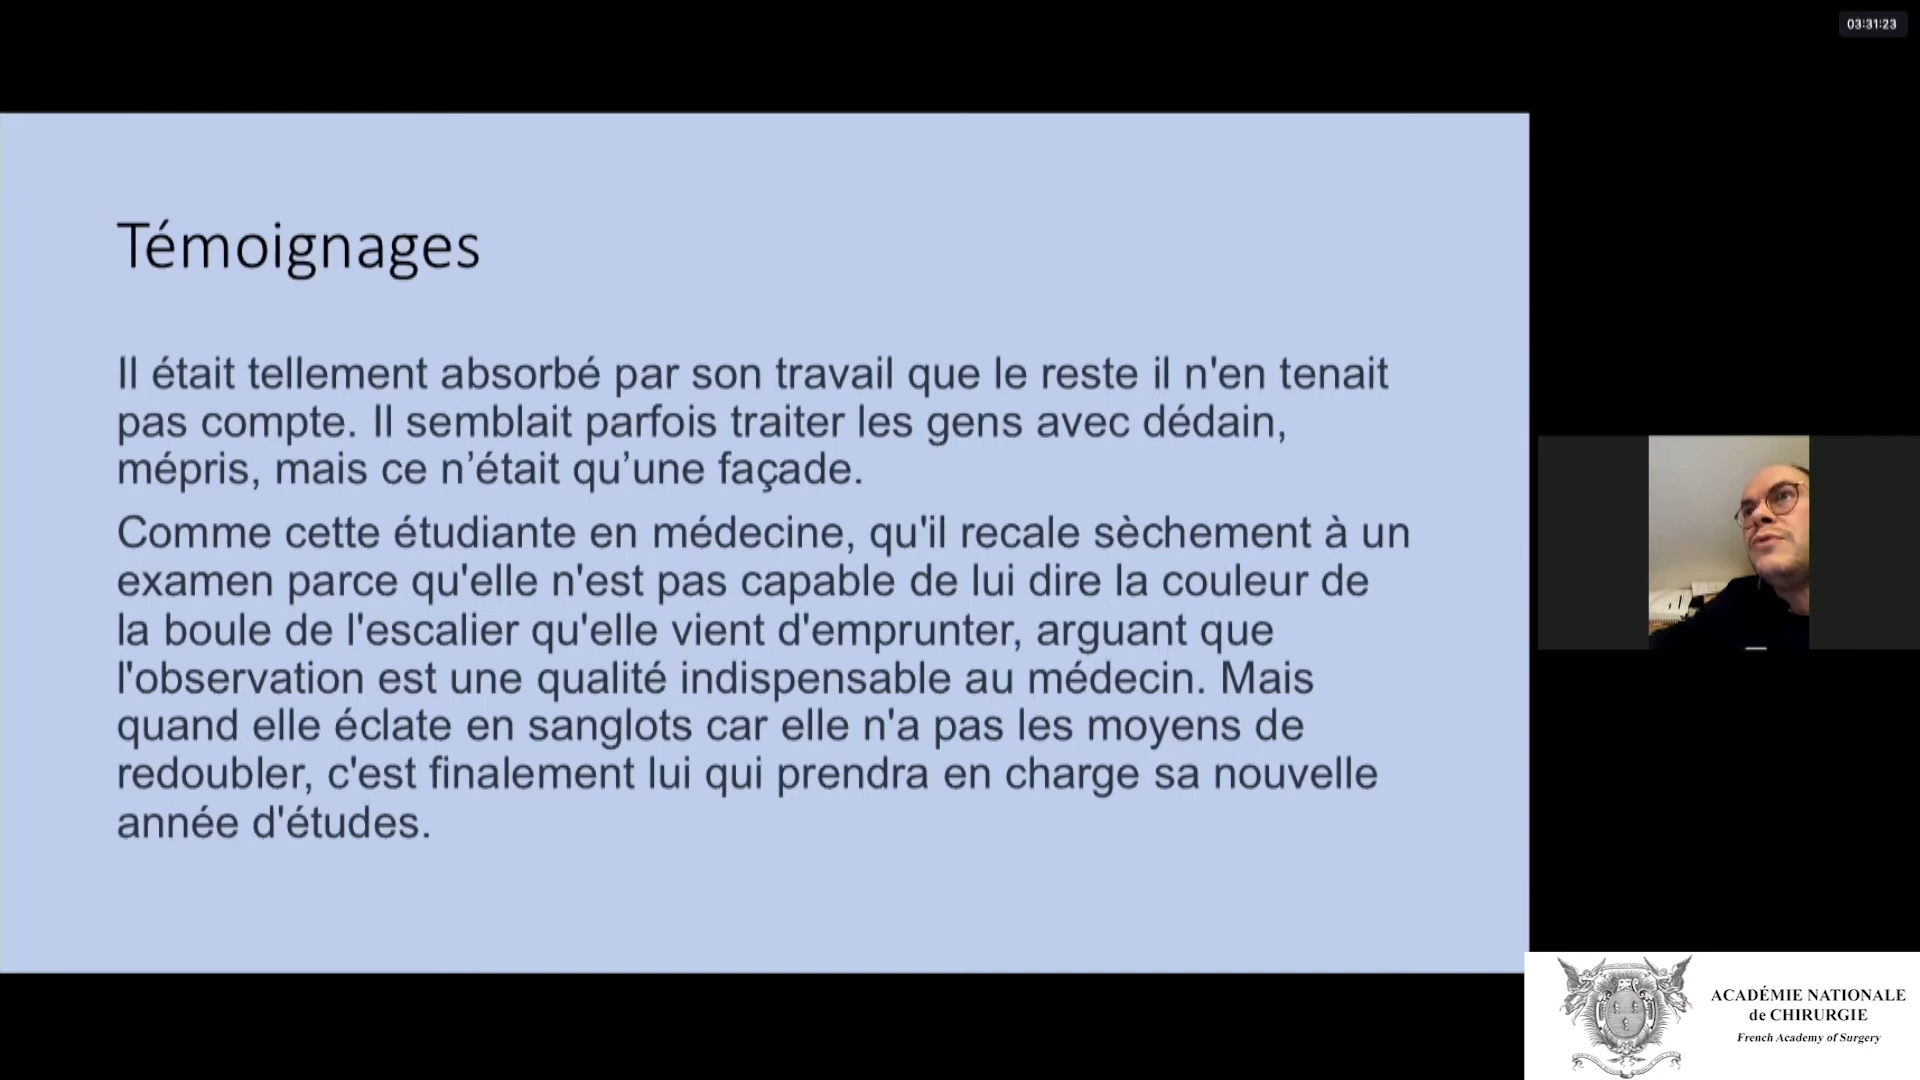 03:31:23
Témoignages
Il était tellement absorbé par son travail que le reste il n'en tenait
pas compte. Il semblait parfois traiter les gens avec dédain,
mépris, mais ce n’était qu’une façade.
Comme cette étudiante en médecine, qu'il recale sèchement à un
examen parce qu'elle n'est pas capable de lui dire la couleur de
la boule de l'escalier qu'elle vient d'emprunter, arguant que
l'observation est une qualité indispensable au médecin. Mais
quand elle éclate en sanglots car elle n'a pas les moyens de
redoubler, c'est finalement lui qui prendra en charge sa nouvelle
année d'études.
ACADÉMIE NATIONALE
de CHIRURGIE
French Academy of Surgery